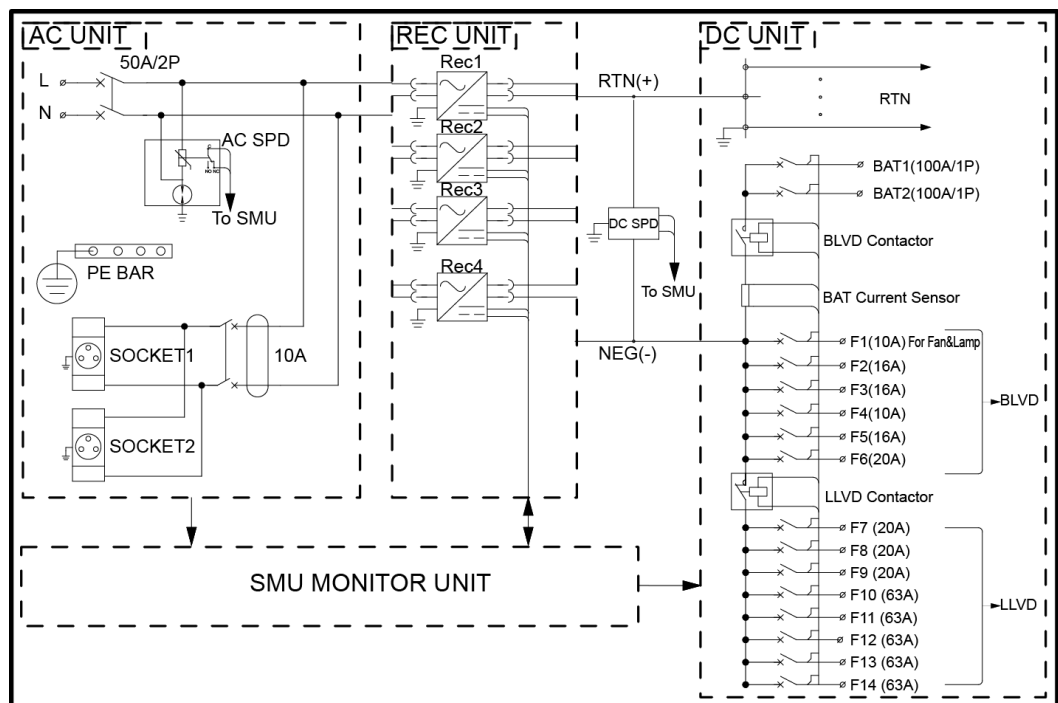 AC UNIT
50A/2P
L
N
AC SPD
NO NC
To SMU
PE BAR
SOCKET1
10A
SOCKET2
REC UNIT
Rec1
Rec2
Rec3
Rec4
RTN(+)
DC SPD
To SMU
NEG(-)
DC UNIT
RTN
BAT1(100A/1P)
BAT2(100A/1P)
BLVD Contactor
BAT Current Sensor
F1(10A) For Fan&Lamp
F2(16A)
F3(16A)
F4(10A)
F5(16A)
F6(20A)
BLVD
LLVD Contactor
F7 (20A)
F8 (20A)
F9 (20A)
F10 (63A)
F11 (63A)
F12 (63A)
F13 (63A)
F14 (63A)
LLVD
SMU MONITOR UNIT